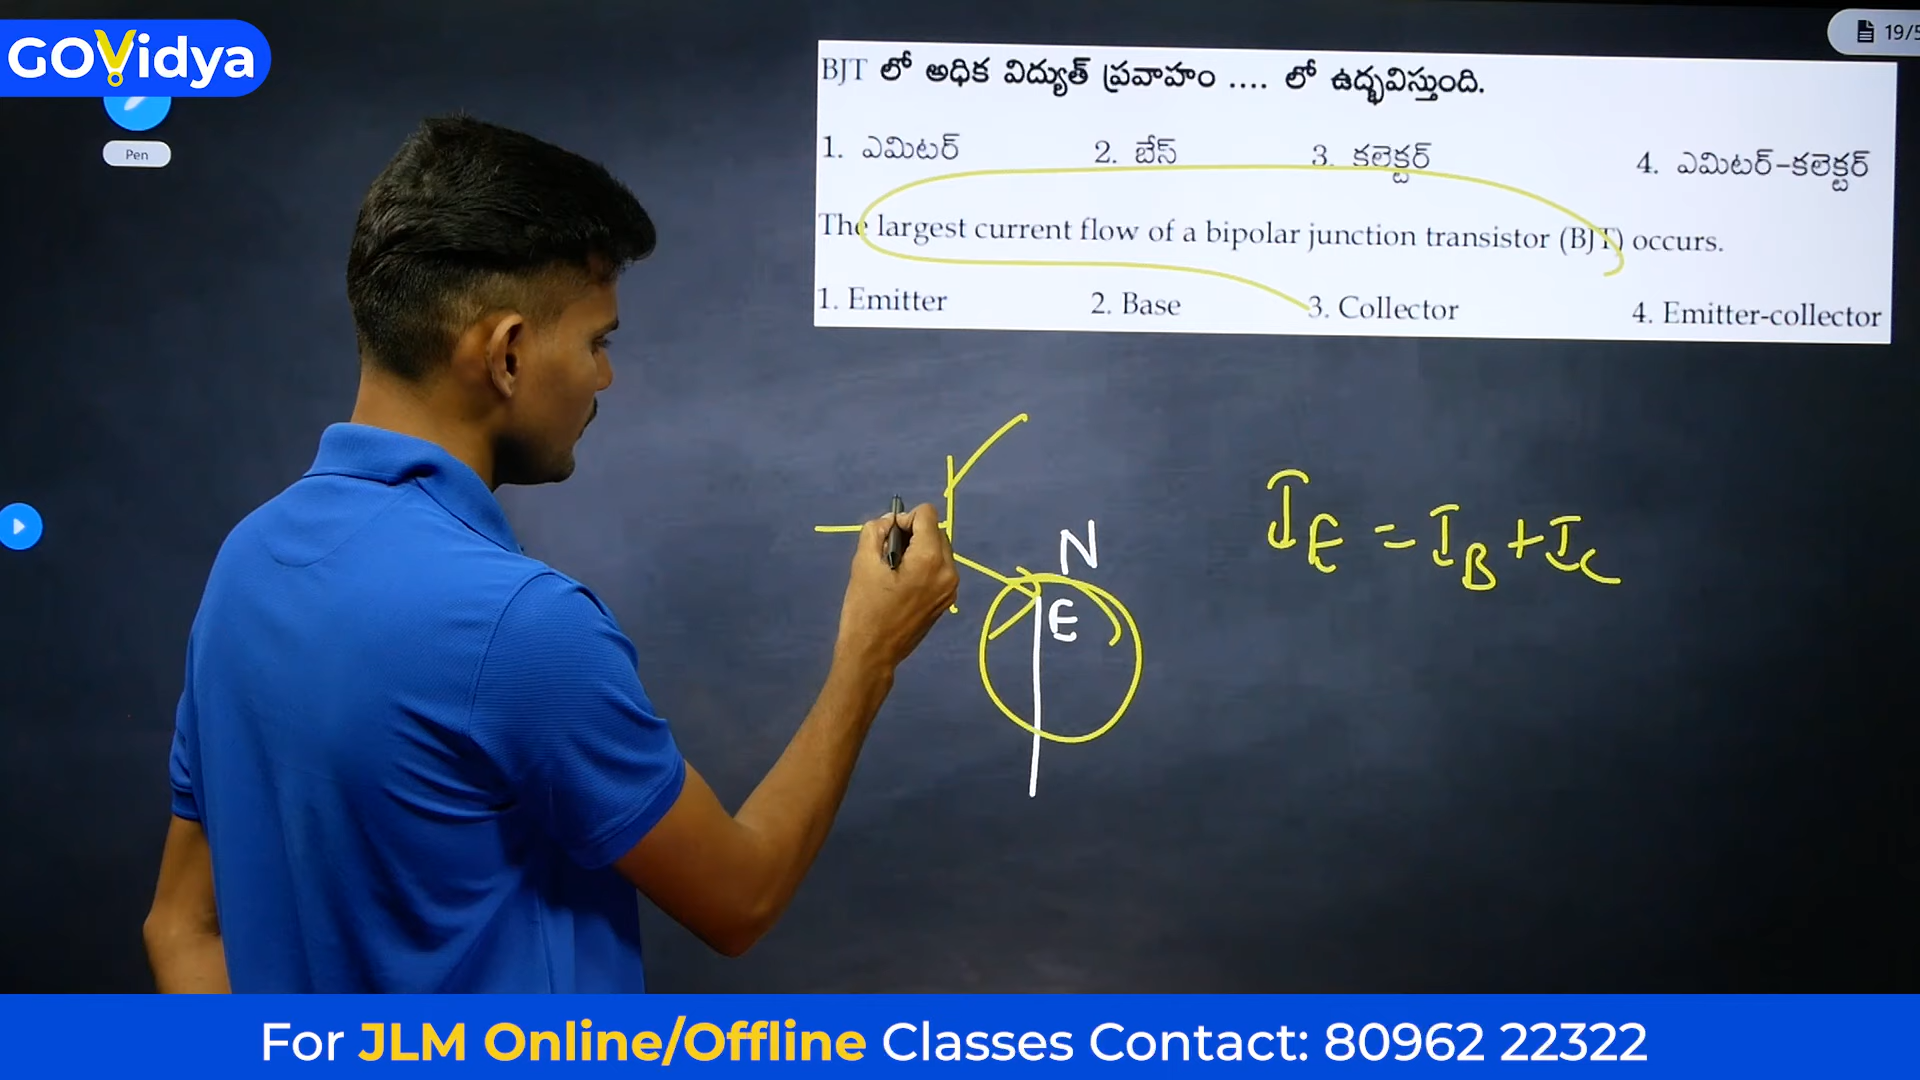 GOVidya
19/5
Pen
BJT లో అధిక విద్యుత్ ప్రవాహం .... లో ఉద్భవిస్తుంది.
1. ఎమిటర్ 2. బేస్ 3. కలెక్టర్ 4. ఎమిటర్-కలెక్టర్
The largest current flow of a bipolar junction transistor (BJT) occurs.
1. Emitter 2. Base 3. Collector 4. Emitter-collector
N
E
IE = IB + IC
For JLM Online/Offline Classes Contact: 80962 22322